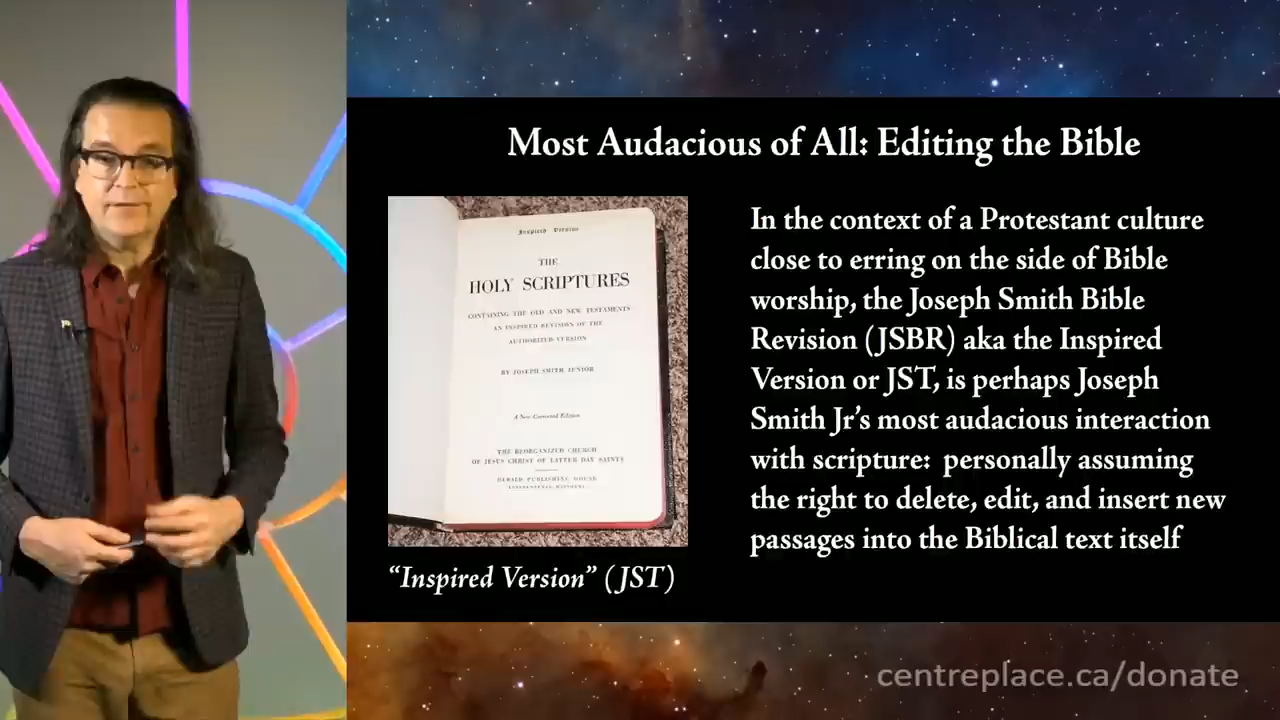 Most Audacious of All: Editing the Bible
Inspired Version
THE
HOLY SCRIPTURES
CONTAINING THE OLD AND NEW TESTAMENTS
AN INSPIRED REVISION OF THE
AUTHORIZED VERSION
BY JOSEPH SMITH JUNIOR
A New Corrected Edition
THE REORGANIZED CHURCH
OF JESUS CHRIST OF LATTER DAY SAINTS
HERALD PUBLISHING HOUSE
INDEPENDENCE, MISSOURI
“Inspired Version” (JST)
In the context of a Protestant culture
close to erring on the side of Bible
worship, the Joseph Smith Bible
Revision (JSBR) aka the Inspired
Version or JST, is perhaps Joseph
Smith Jr’s most audacious interaction
with scripture:  personally assuming
the right to delete, edit, and insert new
passages into the Biblical text itself
centreplace.ca/donate